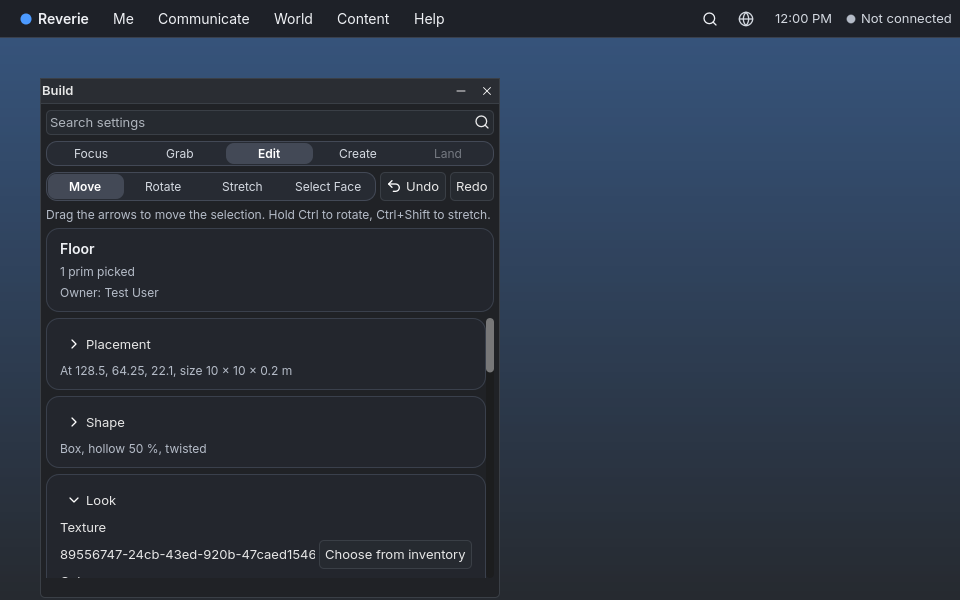 Reverie Me Communicate World Content Help 12:00 PM Not connected
Build
Search settings
Focus Grab Edit Create Land
Move Rotate Stretch Select Face Undo Redo
Drag the arrows to move the selection. Hold Ctrl to rotate, Ctrl+Shift to stretch.
Floor
1 prim picked
Owner: Test User
Placement
At 128.5, 64.25, 22.1, size 10 × 10 × 0.2 m
Shape
Box, hollow 50 %, twisted
Look
Texture
89556747-24cb-43ed-920b-47caed1546 Choose from inventory